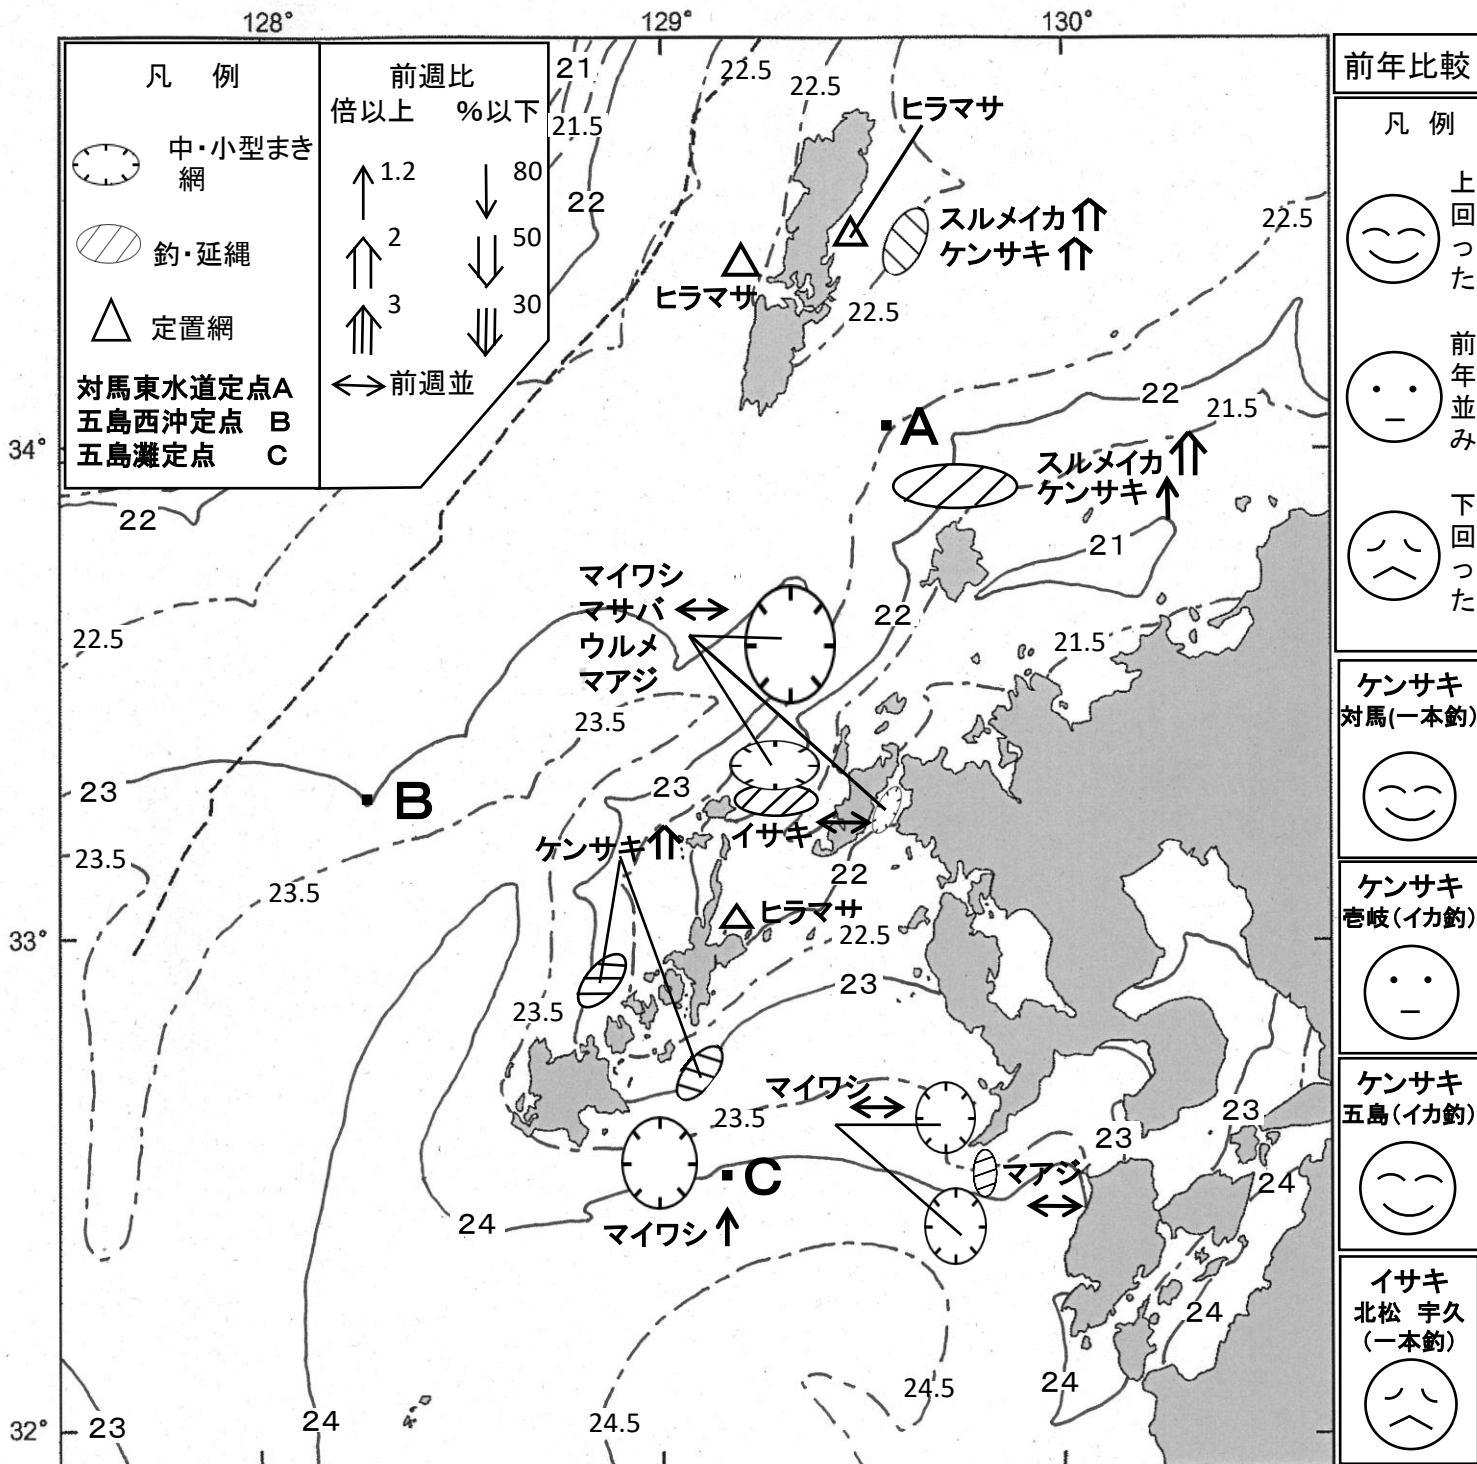 128°
129°
130°
凡 例
中・小型まき
網
釣・延縄
定置網
対馬東水道定点A
五島西沖定点 B
五島灘定点 C
前週比
倍以上 %以下
1.2 80
2 50
3 30
前週並
21
21.5
22
22.5
22.5
ヒラマサ
スルメイカ
ケンサキ
22.5
ヒラマサ
22.5
34°
22
A
22
21.5
スルメイカ
ケンサキ
21
マイワシ
マサバ
ウルメ
マアジ
22
22.5
21.5
23.5
23
B
23
イサキ
ケンサキ
23.5
23.5
22
ヒラマサ
22.5
33°
23
23.5
マイワシ
23.5
23
23
マアジ
C
24
24
マイワシ
24
24.5
24
32°
23
24
24.5
前年比較
凡 例
上回った
前年並み
下回った
ケンサキ
対馬(一本釣)
ケンサキ
壱岐(イカ釣)
ケンサキ
五島(イカ釣)
イサキ
北松 宇久
(一本釣)